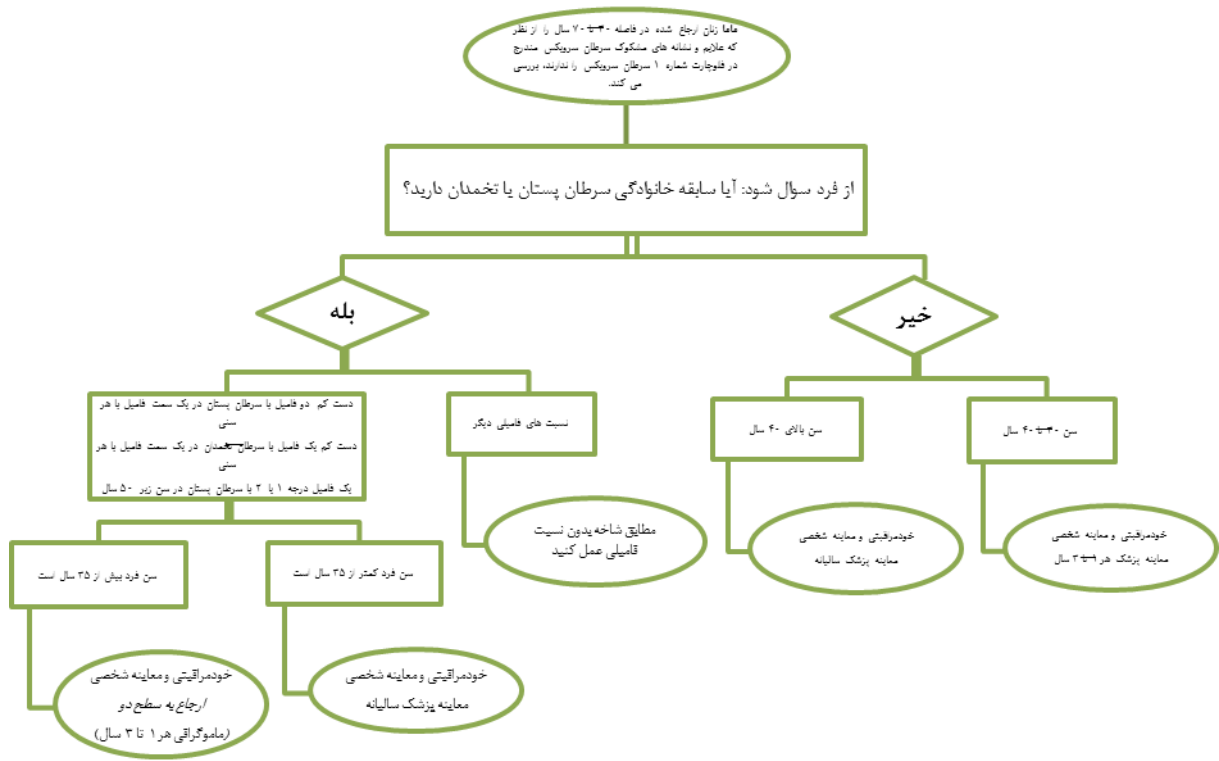 ماما زنان ارجاع شده در فاصله ۳۰ تا ۷۰ سال را از نظر
که علایم و نشانه های مشکوک سرطان سرویکس مندرج
در فلوچارت شماره ۱ سرطان سرویکس را ندارند، بررسی
می کند.
از فرد سوال شود: آیا سابقه خانوادگی سرطان پستان یا تخمدان دارید؟
خیر
بله
سن ۳۰ تا ۴۰ سال
سن بالای ۴۰ سال
نسبت های فامیلی دیگر
دست کم دو فامیل با سرطان پستان در یک سمت فامیل با هر
سنی
دست کم یک فامیل با سرطان تخمدان در یک سمت فامیل با هر
سنی
یک فامیل درجه ۱ یا ۲ با سرطان پستان در سن زیر ۵۰ سال
خودمراقبتی و معاینه شخصی
معاینه پزشک هر ۱ تا ۳ سال
خودمراقبتی و معاینه شخصی
معاینه پزشک سالیانه
مطابق شاخه بدون نسبت
فامیلی عمل کنید
سن فرد کمتر از ۳۵ سال است
سن فرد بیش از ۳۵ سال است
خودمراقبتی و معاینه شخصی
معاینه پزشک سالیانه
خودمراقبتی و معاینه شخصی
ارجاع به سطح دو
(ماموگرافی هر ۱ تا ۳ سال)